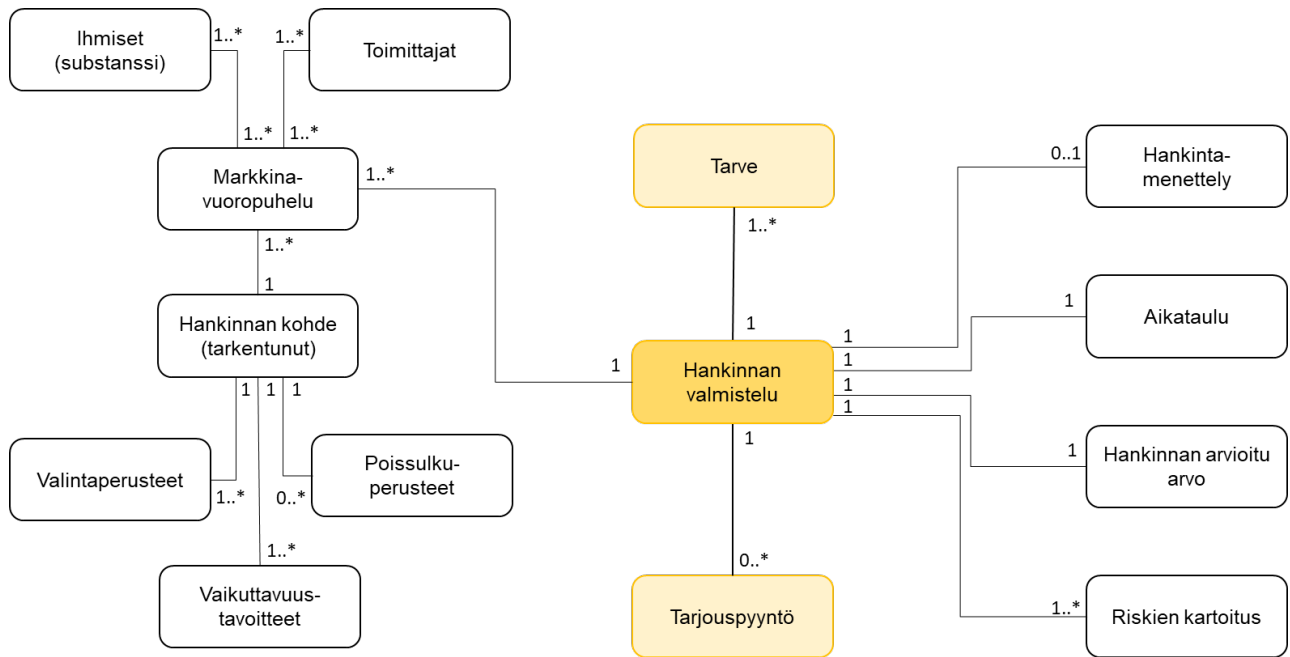 Ihmiset
(substanssi)
1..*
1..*
Toimittajat
1..*
1..*
Markkina-
vuoropuhelu
1..*
Tarve
0..1
Hankinta-
menettely
1..*
1..*
1
Hankinnan kohde
(tarkentunut)
1
1
Aikataulu
1
Hankinnan
valmistelu
1
1
1
1
1
1
1
1
Valintaperusteet
1..*
0..*
Poissulku-
perusteet
1
1
Hankinnan arvioitu
arvo
1..*
Vaikuttavuus-
tavoitteet
0..*
Tarjouspyyntö
1..*
Riskien kartoitus